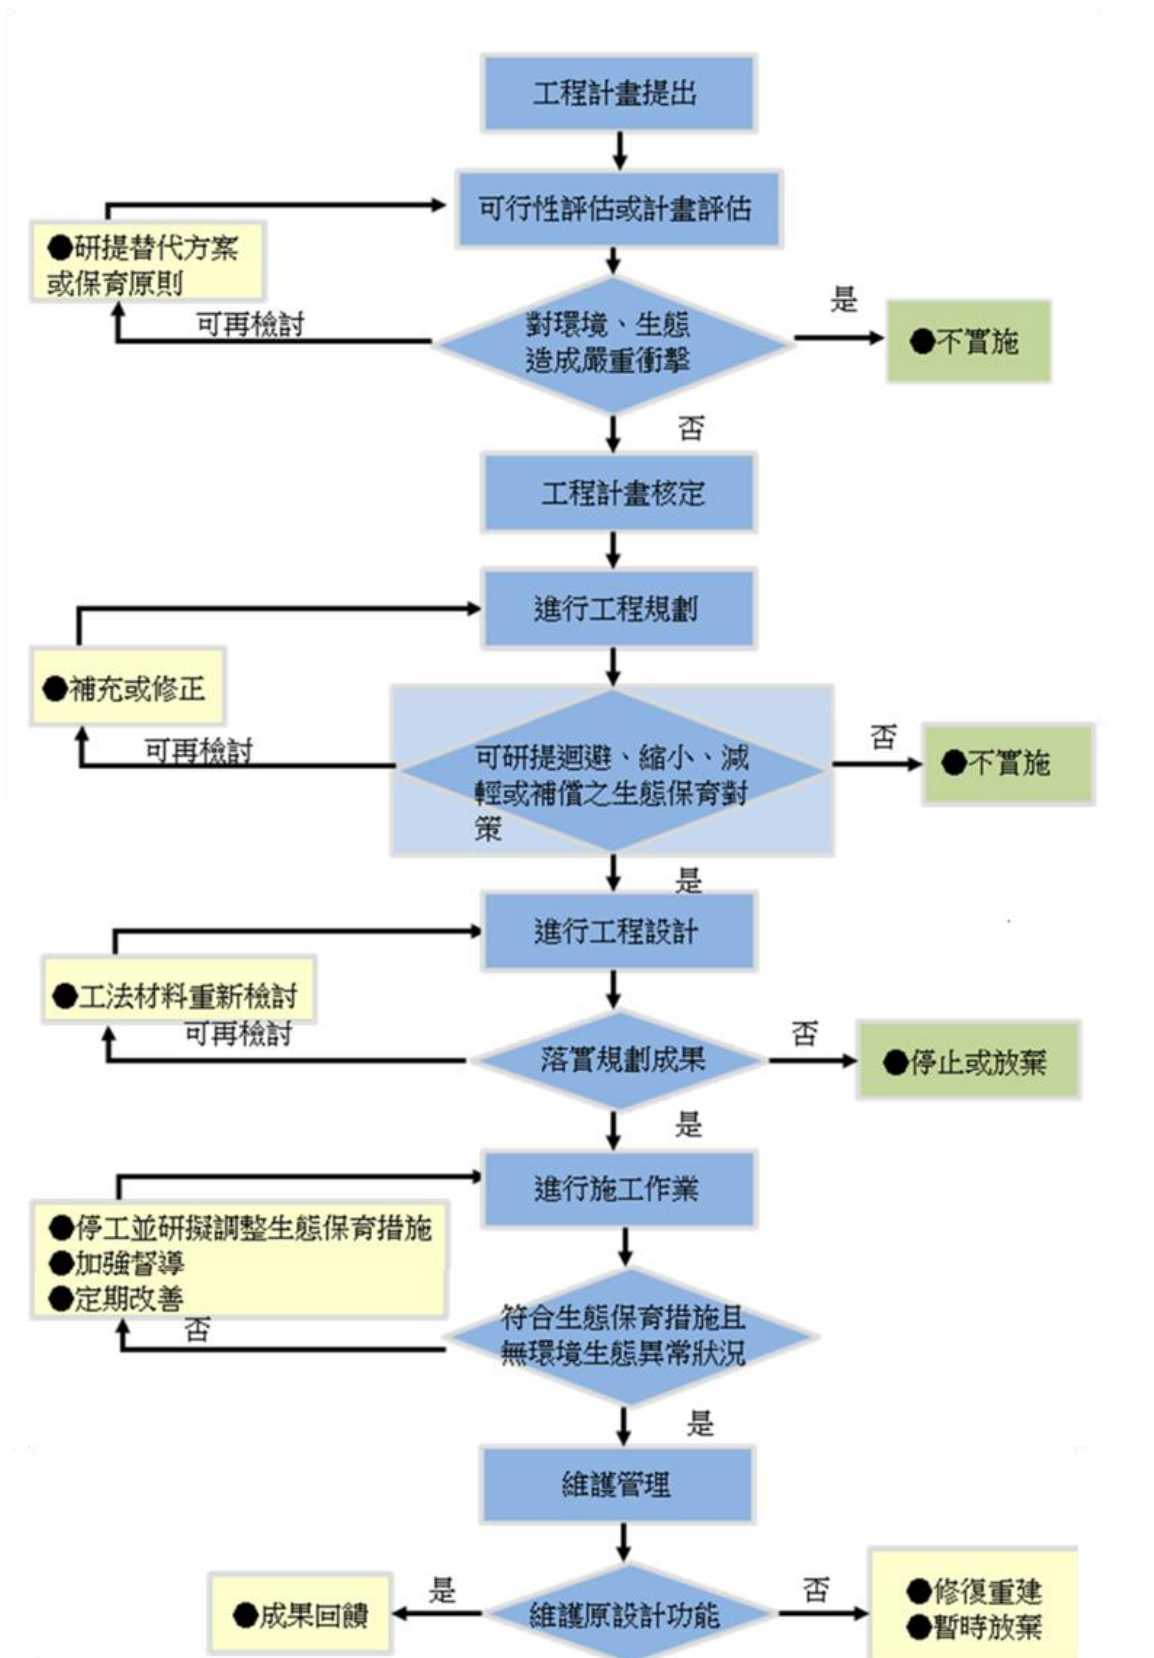 工程計畫提出
可行性評估或計畫評估
●研提替代方案
或保育原則
可再檢討
對環境、生態
造成嚴重衝擊
是
●不實施
否
工程計畫核定
進行工程規劃
●補充或修正
可再檢討
可研提迴避、縮小、減
輕或補償之生態保育對
策
否
●不實施
是
進行工程設計
●工法材料重新檢討
可再檢討
落實規劃成果
否
●停止或放棄
是
進行施工作業
●停工並研擬調整生態保育措施
●加強督導
●定期改善
否
符合生態保育措施且
無環境生態異常狀況
是
維護管理
●成果回饋
是
維護原設計功能
否
●修復重建
●暫時放棄